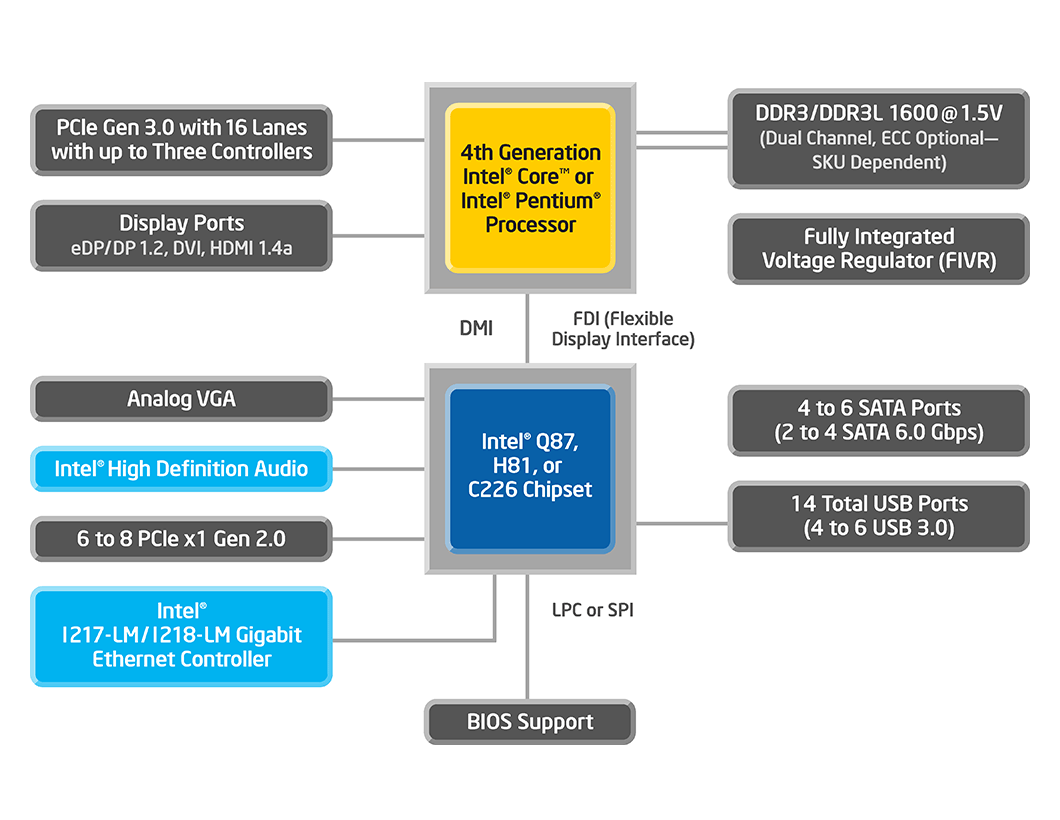 PCIe Gen 3.0 with 16 Lanes
with up to Three Controllers
Display Ports
eDP/DP 1.2, DVI, HDMI 1.4a
4th Generation
Intel® Core™ or
Intel® Pentium®
Processor
DDR3/DDR3L 1600 @ 1.5V
(Dual Channel, ECC Optional—
SKU Dependent)
Fully Integrated
Voltage Regulator (FIVR)
DMI
FDI (Flexible
Display Interface)
Analog VGA
Intel® High Definition Audio
6 to 8 PCIe x1 Gen 2.0
Intel®
I217-LM/I218-LM Gigabit
Ethernet Controller
Intel® Q87,
H81, or
C226 Chipset
4 to 6 SATA Ports
(2 to 4 SATA 6.0 Gbps)
14 Total USB Ports
(4 to 6 USB 3.0)
LPC or SPI
BIOS Support